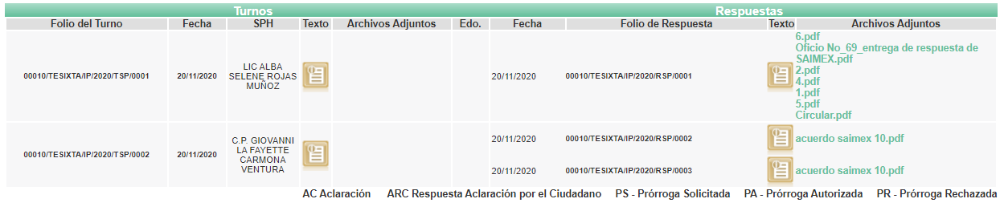 Turnos Respuestas
Folio del Turno Fecha SPH Texto Archivos Adjuntos Edo. Fecha Folio de Respuesta Texto Archivos Adjuntos
00010/TESIXTA/IP/2020/TSP/0001 20/11/2020 LIC ALBA
SELENE ROJAS
MUÑOZ
20/11/2020 00010/TESIXTA/IP/2020/RSP/0001
6.pdf
Oficio No_69_entrega de respuesta de
SAIMEX.pdf
2.pdf
4.pdf
1.pdf
5.pdf
Circular.pdf
00010/TESIXTA/IP/2020/TSP/0002 20/11/2020 C.P. GIOVANNI
LA FAYETTE
CARMONA
VENTURA
20/11/2020 00010/TESIXTA/IP/2020/RSP/0002 acuerdo saimex 10.pdf
20/11/2020 00010/TESIXTA/IP/2020/RSP/0003 acuerdo saimex 10.pdf
AC Aclaración ARC Respuesta Aclaración por el Ciudadano PS - Prórroga Solicitada PA - Prórroga Autorizada PR - Prórroga Rechazada